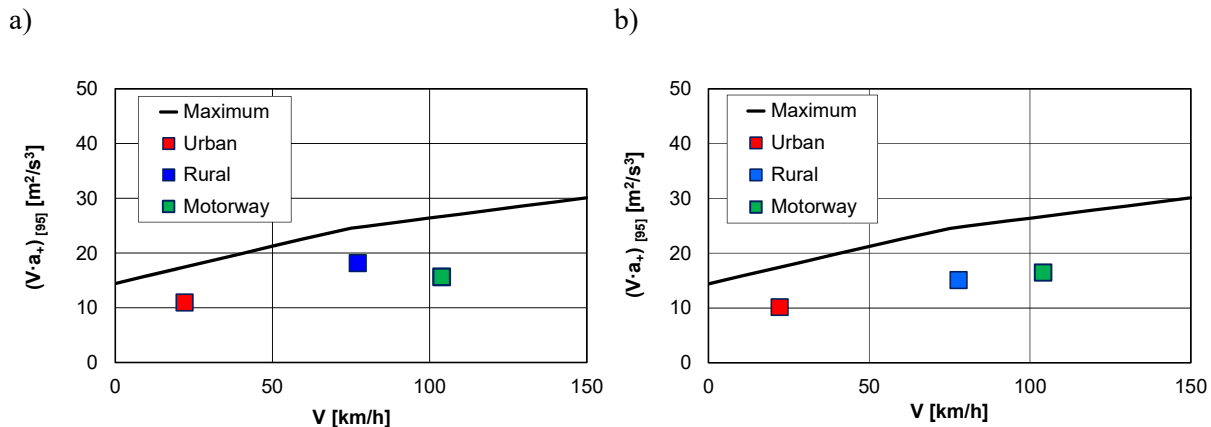 a)
50
40
30
20
10
0
(V·a₊) [95] [m²/s³]
Maximum
Urban
Rural
Motorway
0 50 100 150
V [km/h]
b)
50
40
30
20
10
0
(V·a₊) [95] [m²/s³]
Maximum
Urban
Rural
Motorway
0 50 100 150
V [km/h]